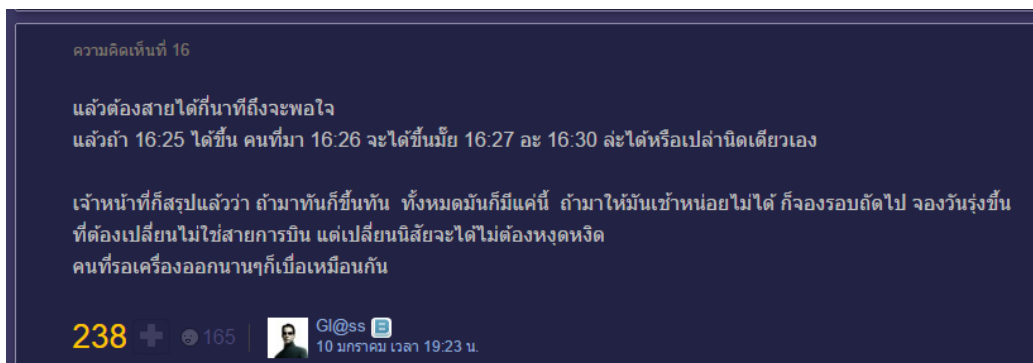 ความคิดเห็นที่ 16
แล้วต้องสายได้กี่นาทีถึงจะพอใจ
แล้วถ้า 16:25 ได้ขึ้น คนที่มา 16:26 จะได้ขึ้นมั๊ย 16:27 อะ 16:30 ล่ะได้หรือเปล่านิดเดียวเอง
เจ้าหน้าที่ก็สรุปแล้วว่า ถ้ามาทันก็ขึ้นทัน ทั้งหมดมันก็มีแค่นี้ ถ้ามาให้มันเช้าหน่อยไม่ได้ ก็จองรอบถัดไป จองวันรุ่งขึ้น
ที่ต้องเปลี่ยนไม่ใช่สายการบิน แต่เปลี่ยนนิสัยจะได้ไม่ต้องหงุดหงิด
คนที่รอเครื่องออกนานๆก็เบื่อเหมือนกัน
238 165 Gl@ss
10 มกราคม เวลา 19:23 น.